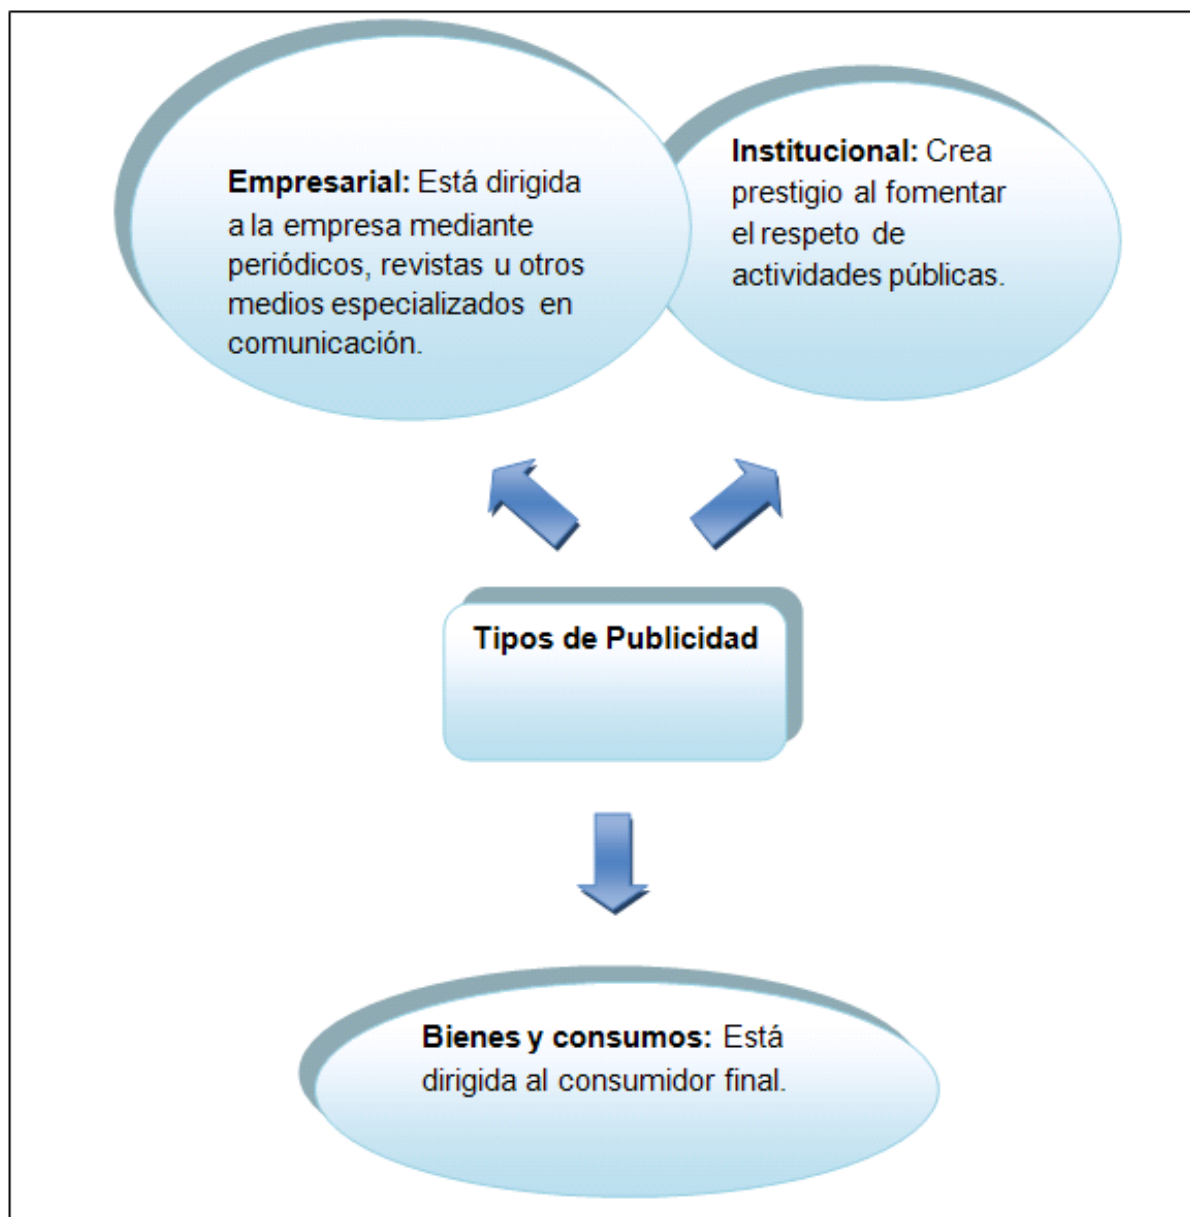 Empresarial: Está dirigida
a la empresa mediante
periódicos, revistas u otros
medios especializados en
comunicación.
Institucional: Crea
prestigio al fomentar
el respeto de
actividades públicas.
Tipos de Publicidad
Bienes y consumos: Está
dirigida al consumidor final.